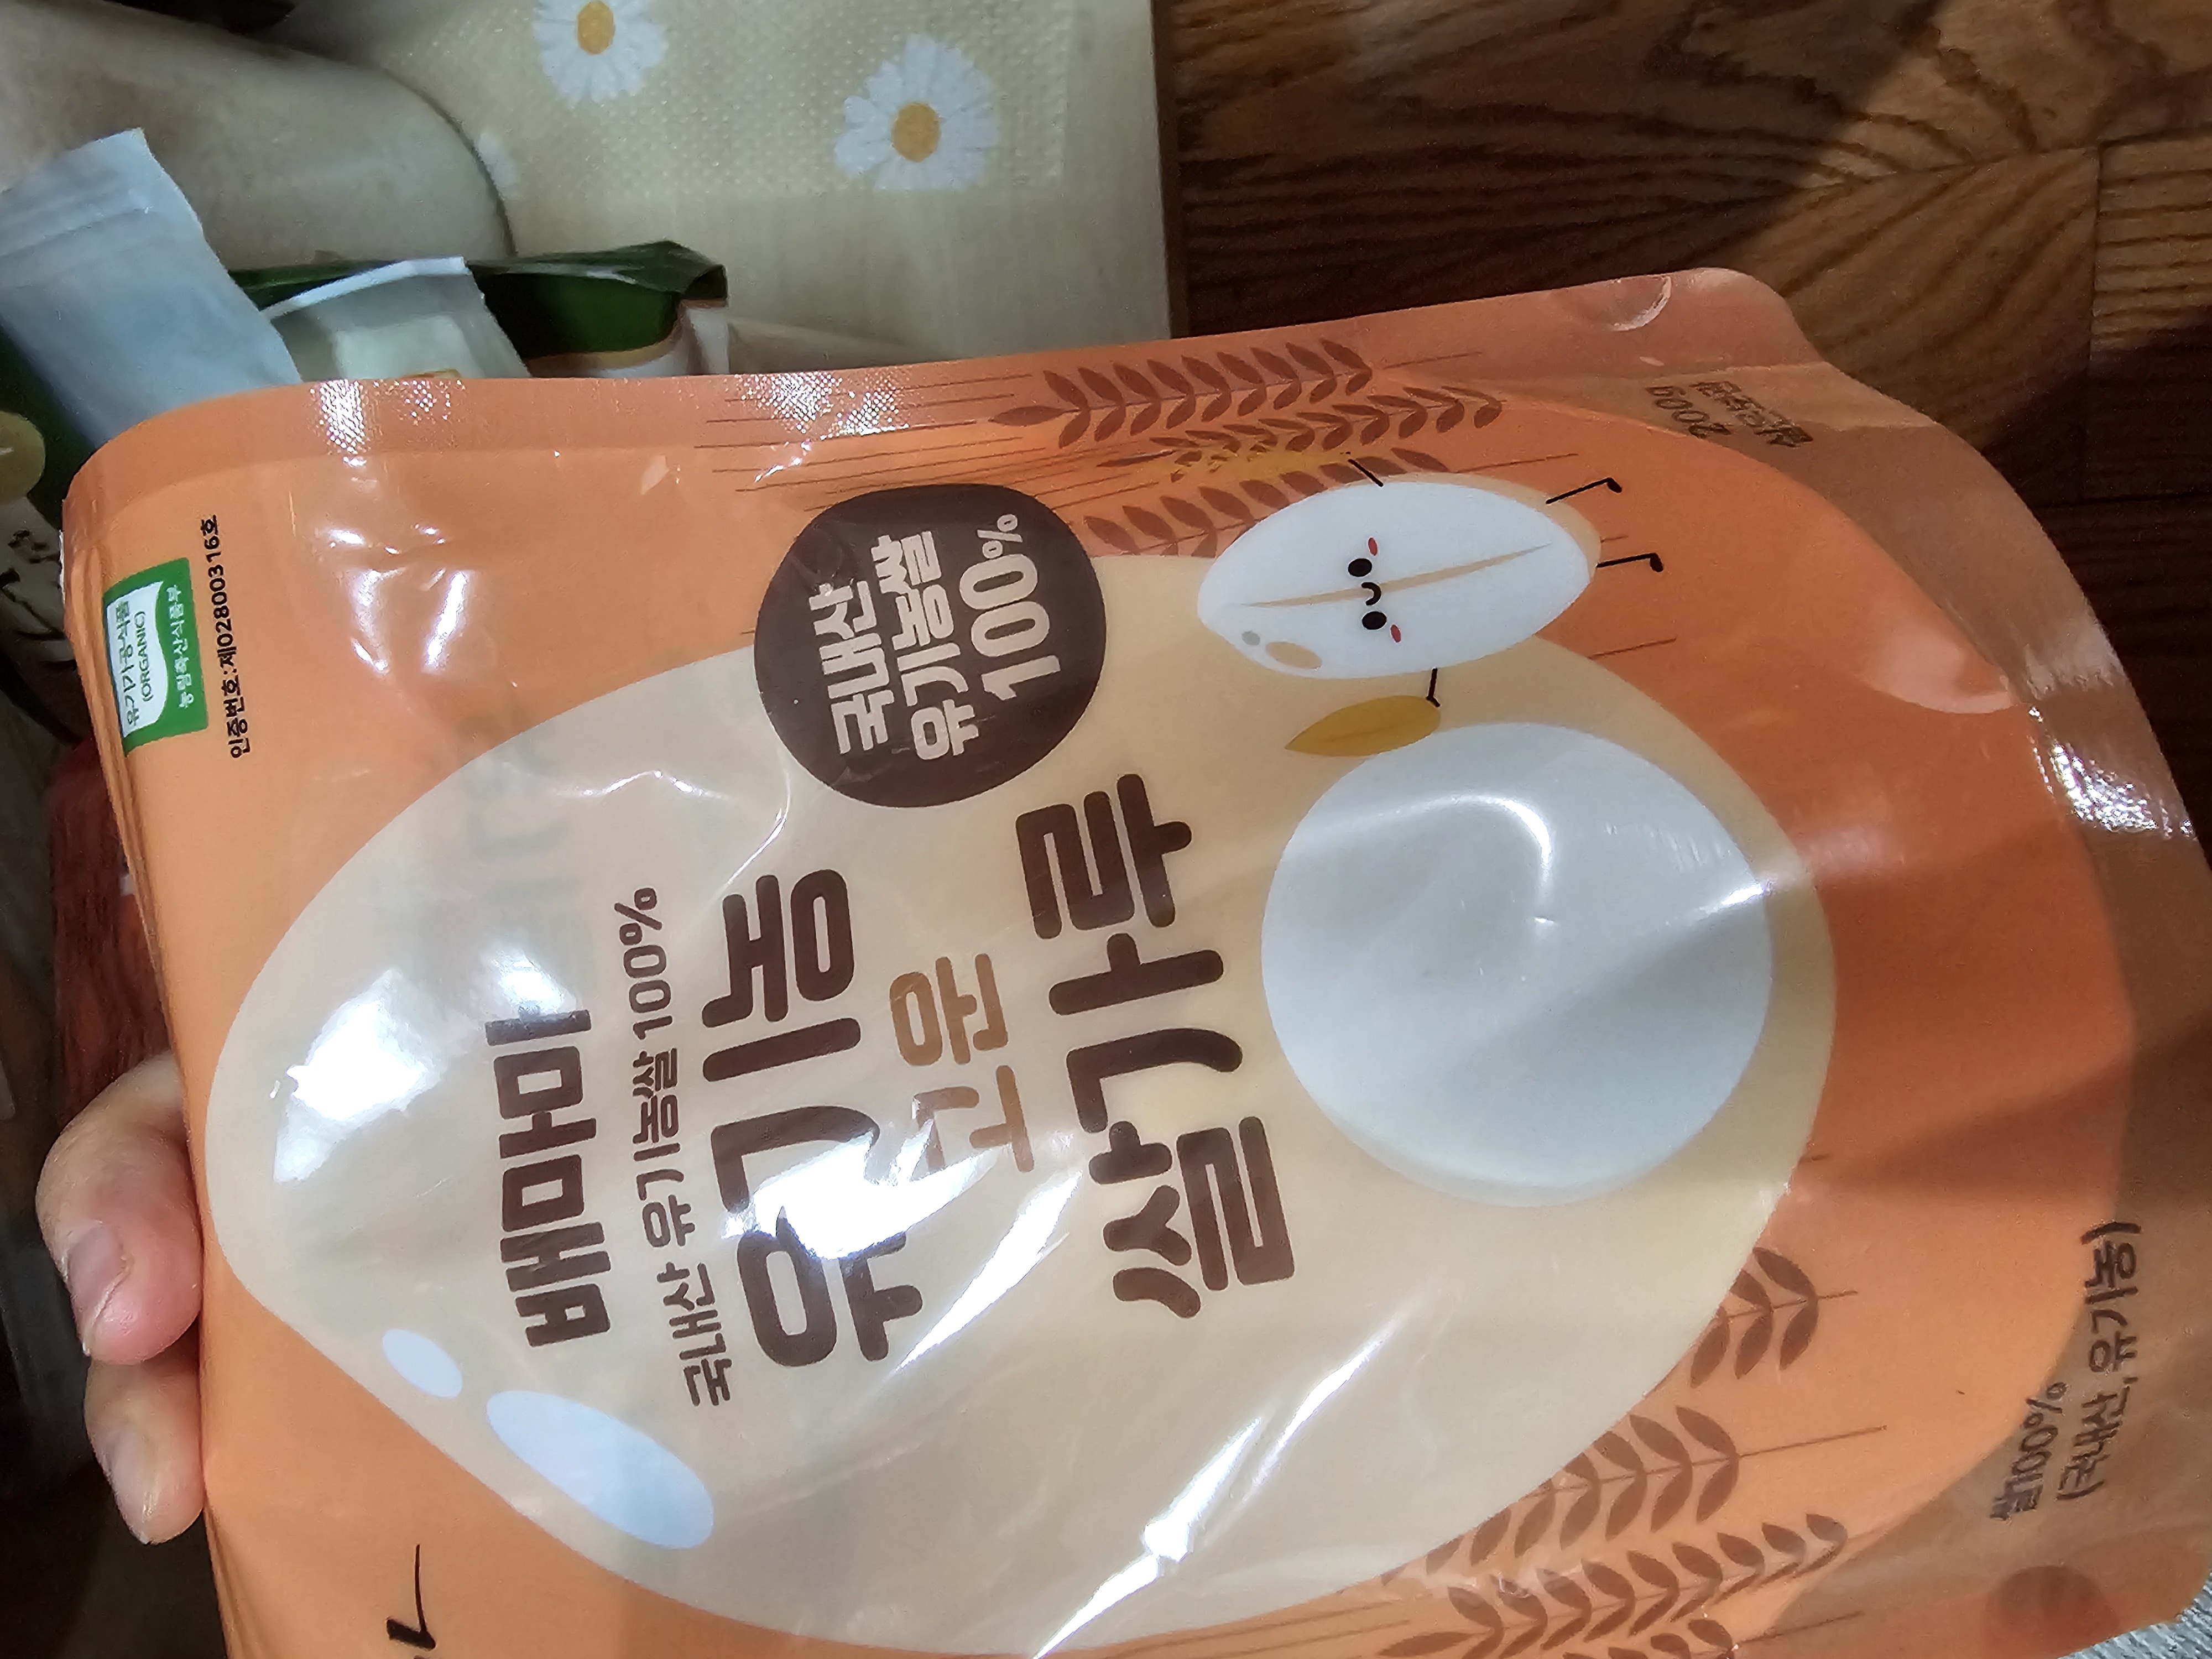 유기가공식품
(ORGANIC)
농림축산식품부
인증번호:제02800316호
배마마
국내산 유기농쌀100%
유기농
고운
쌀가루
국내산
유기농쌀
100%
쌀100%
(국내산, 유기농)
200g